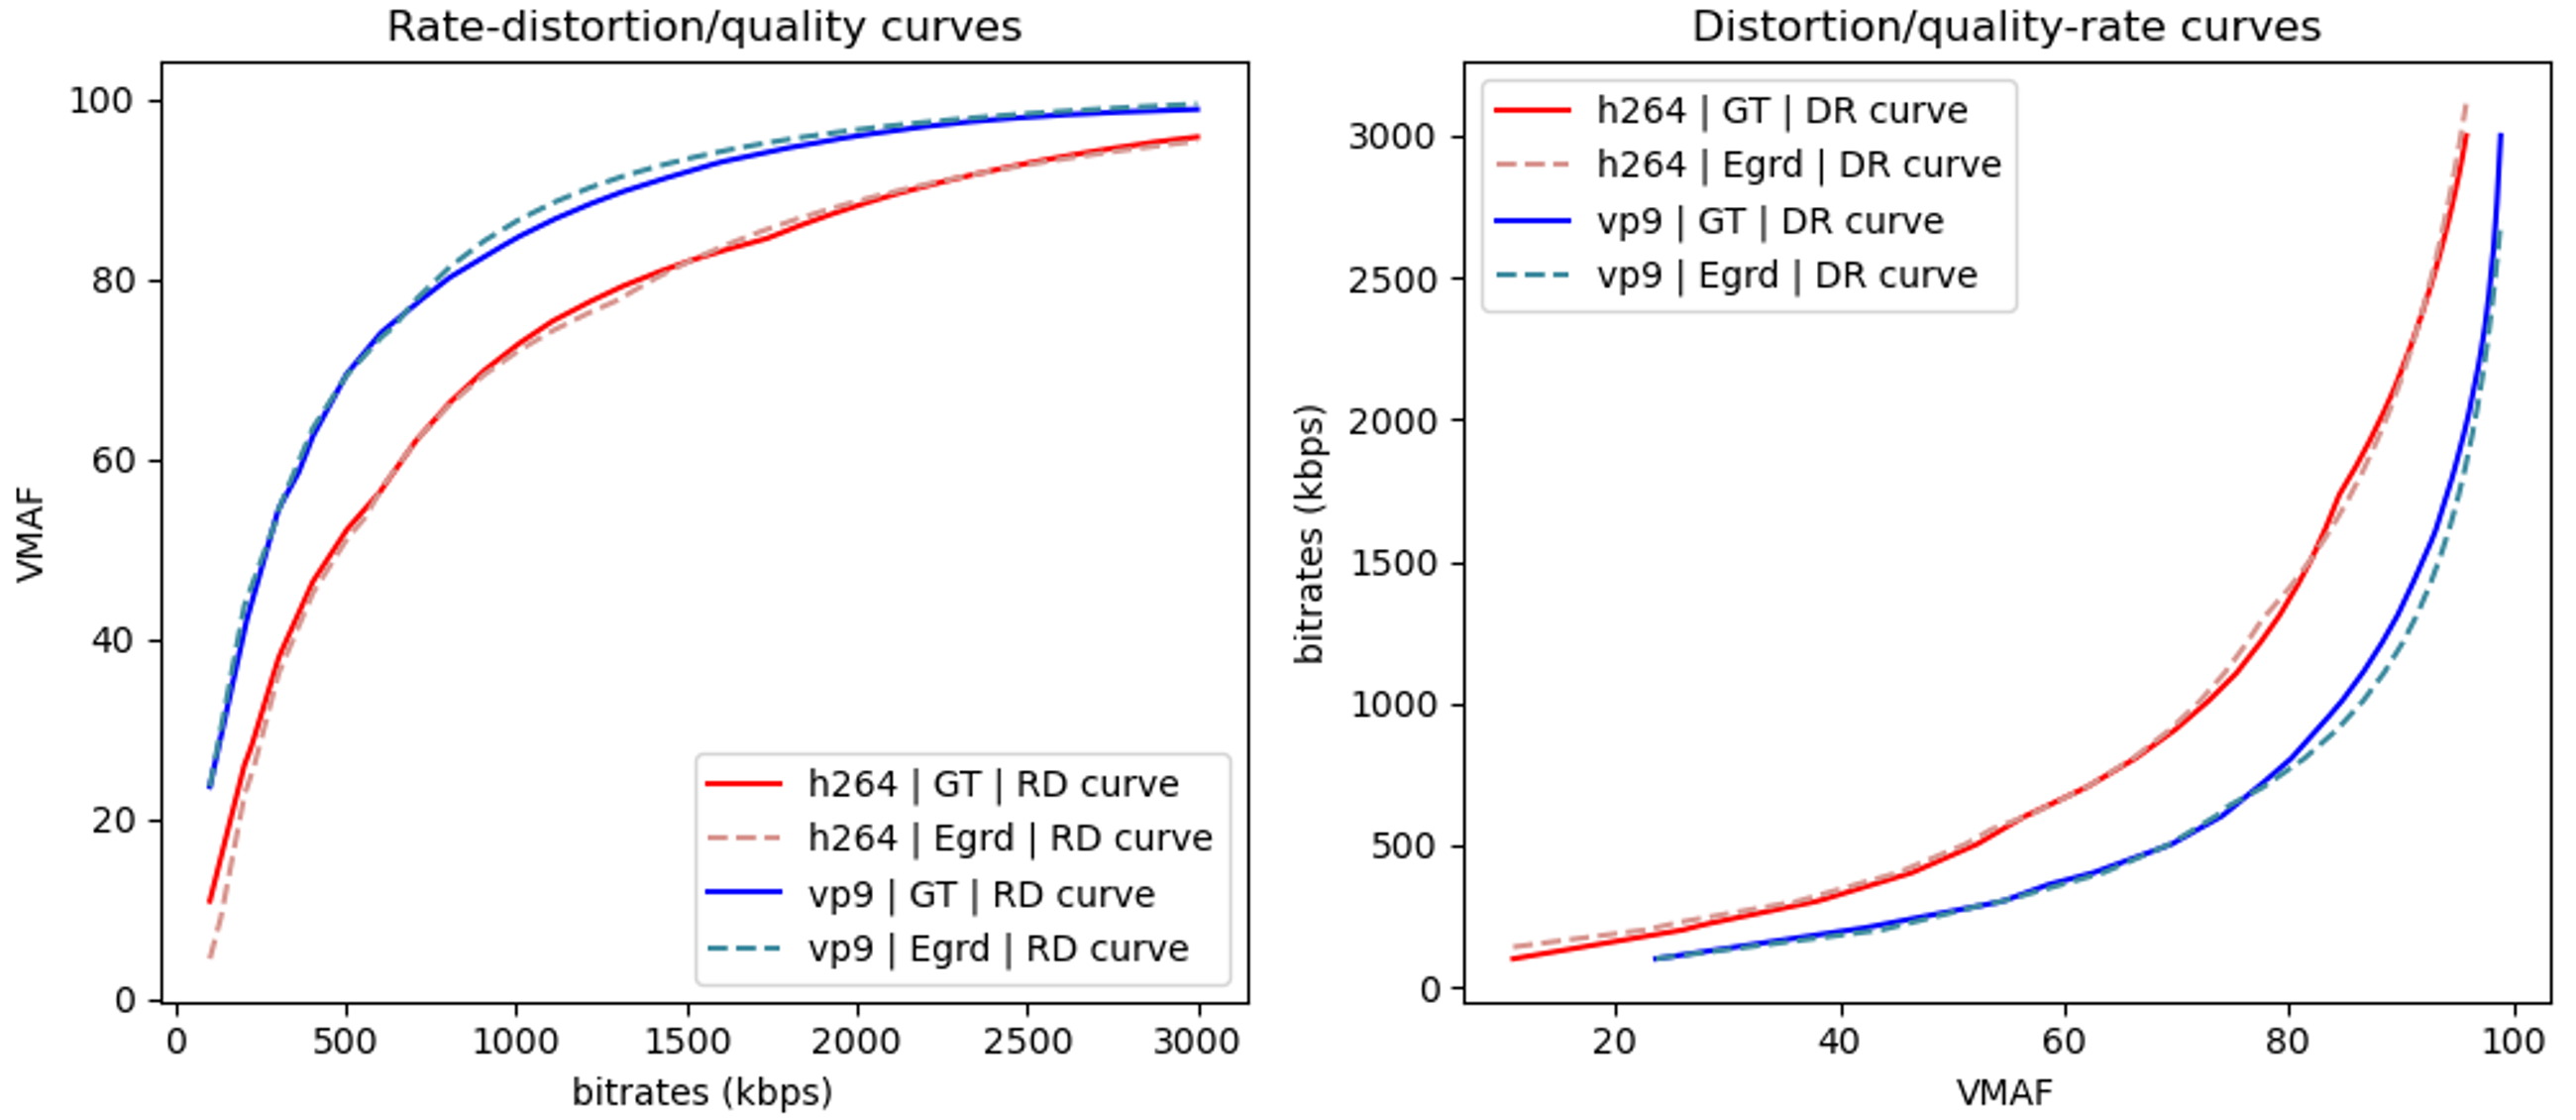 Rate-distortion/quality curves
100
80
60
40
20
0
VMAF
h264 | GT | RD curve
h264 | Egrd | RD curve
vp9 | GT | RD curve
vp9 | Egrd | RD curve
0 500 1000 1500 2000 2500 3000
bitrates (kbps)
Distortion/quality-rate curves
h264 | GT | DR curve
h264 | Egrd | DR curve
vp9 | GT | DR curve
vp9 | Egrd | DR curve
3000
2500
2000
1500
1000
500
0
bitrates (kbps)
20 40 60 80 100
VMAF